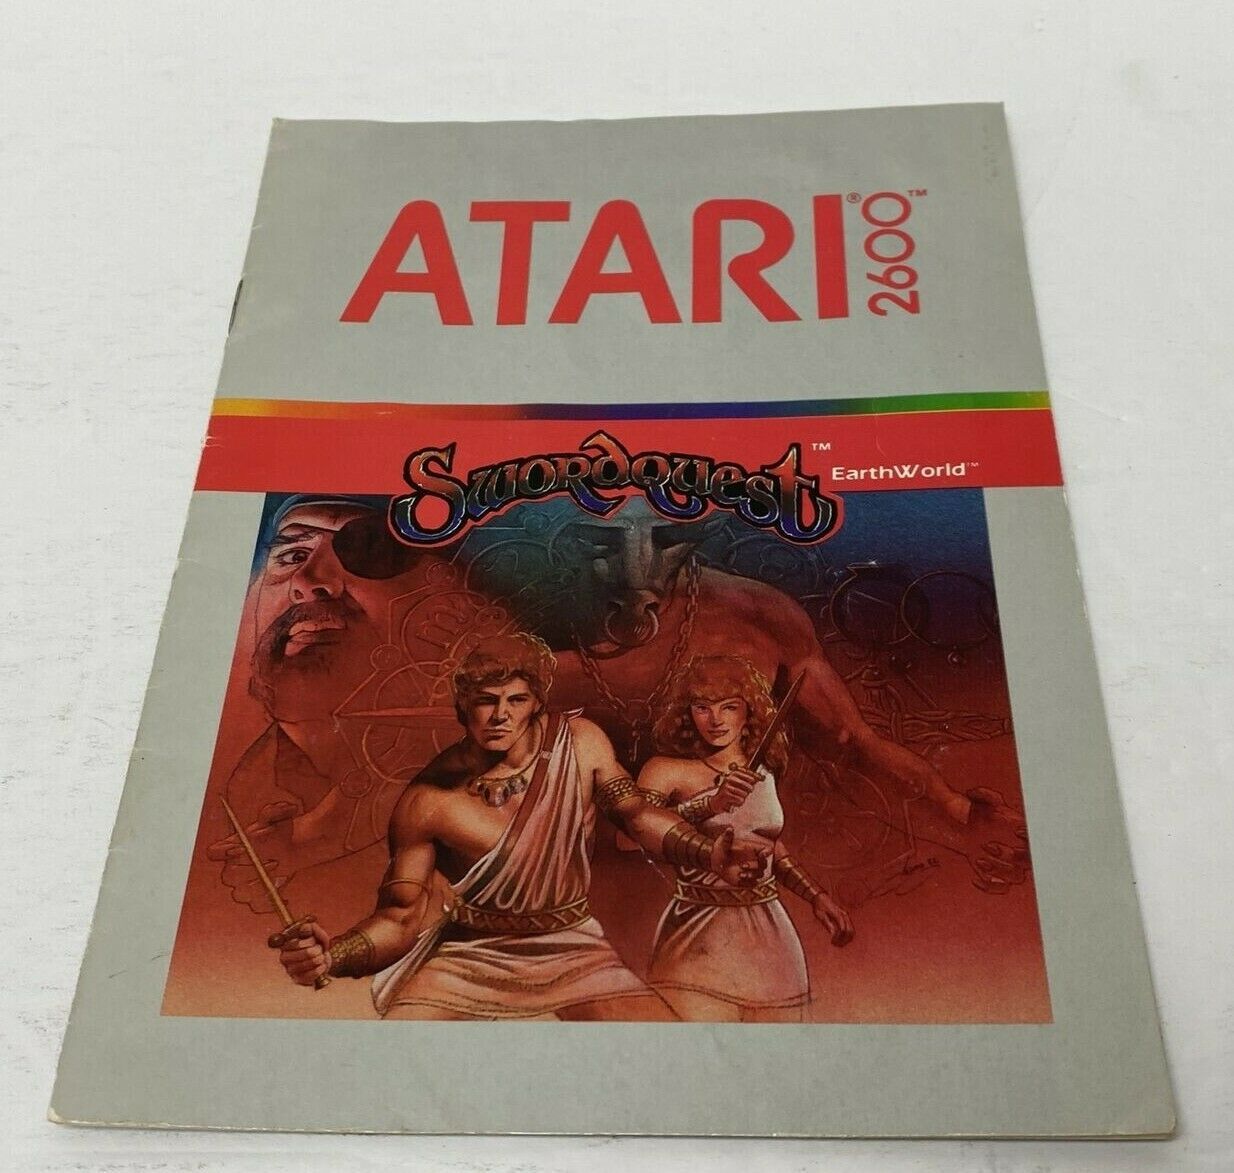 ATARI® 2600™
Swordquest™
EarthWorld™